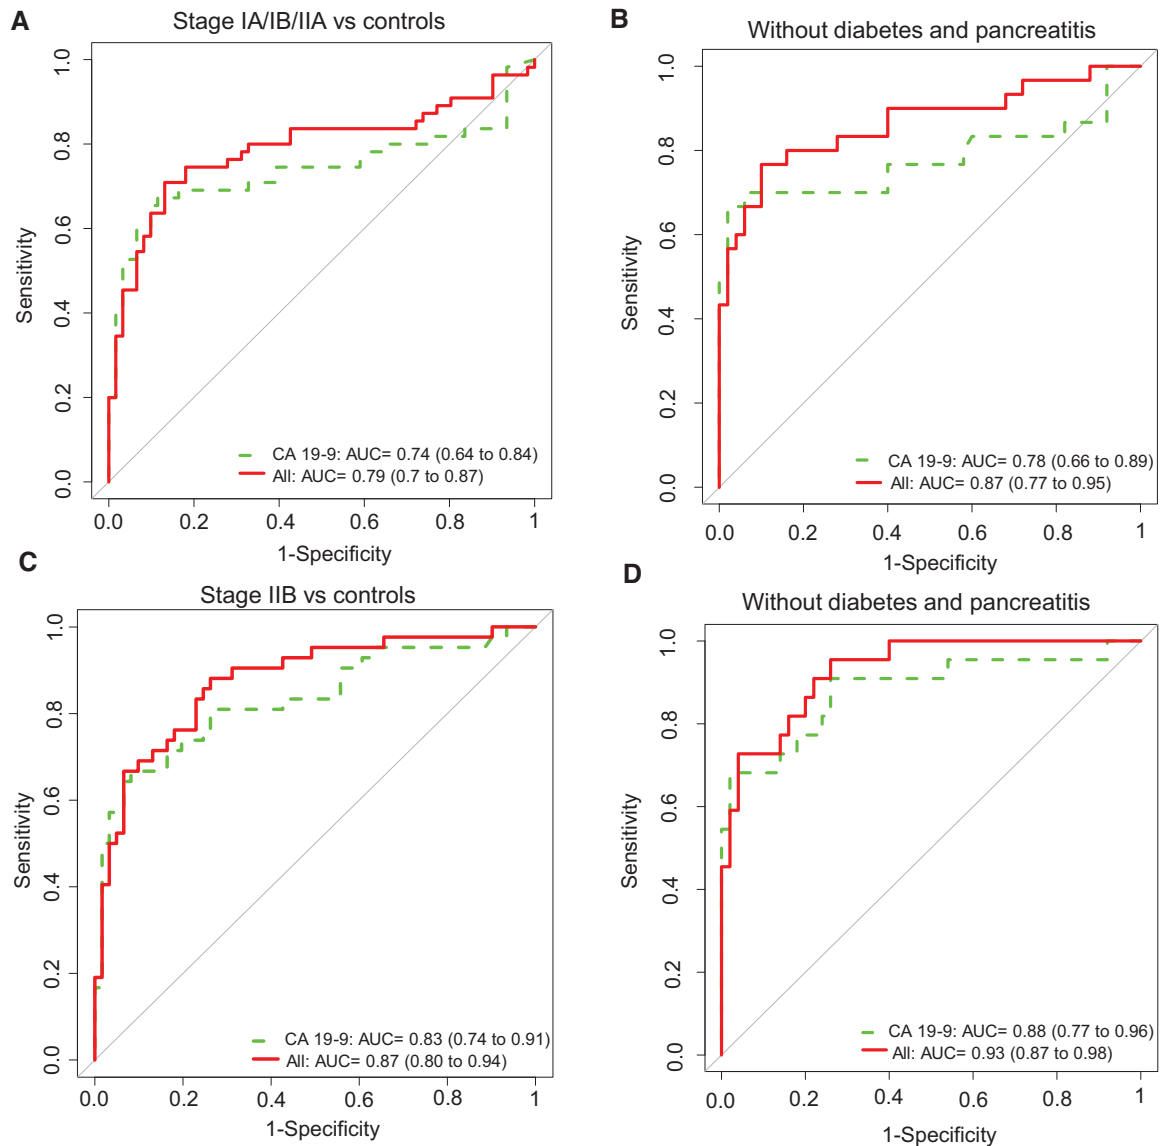 A
Stage IA/IB/IIA vs controls
Sensitivity
1.0
0.8
0.6
0.4
0.2
0.0
CA 19-9: AUC= 0.74 (0.64 to 0.84)
All: AUC= 0.79 (0.7 to 0.87)
0.0 0.2 0.4 0.6 0.8 1
1-Specificity
B
Without diabetes and pancreatitis
Sensitivity
1.0
0.8
0.6
0.4
0.2
0.0
CA 19-9: AUC= 0.78 (0.66 to 0.89)
All: AUC= 0.87 (0.77 to 0.95)
0.0 0.2 0.4 0.6 0.8 1
1-Specificity
C
Stage IIB vs controls
Sensitivity
1.0
0.8
0.6
0.4
0.2
0.0
CA 19-9: AUC= 0.83 (0.74 to 0.91)
All: AUC= 0.87 (0.80 to 0.94)
0.0 0.2 0.4 0.6 0.8 1
1-Specificity
D
Without diabetes and pancreatitis
Sensitivity
1.0
0.8
0.6
0.4
0.2
0.0
CA 19-9: AUC= 0.88 (0.77 to 0.96)
All: AUC= 0.93 (0.87 to 0.98)
0.0 0.2 0.4 0.6 0.8 1
1-Specificity